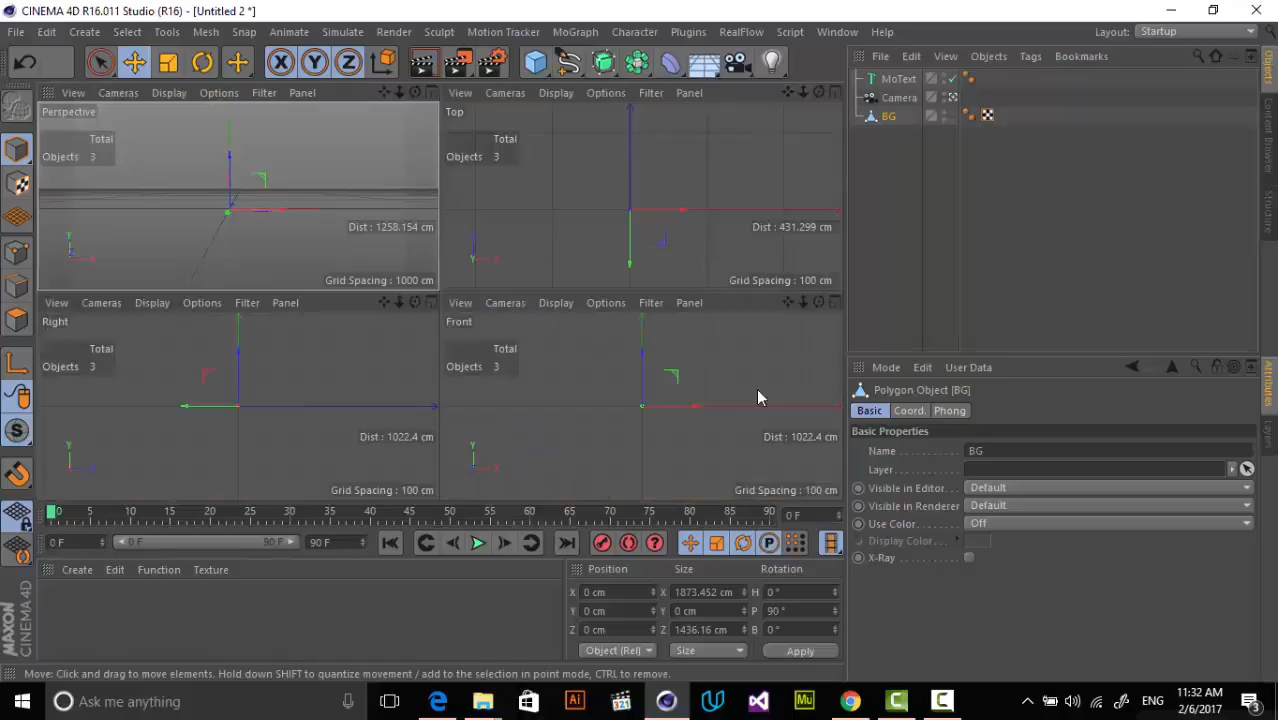 CINEMA 4D R16.011 Studio (R16) - [Untitled 2 *]
File Edit Create Select Tools Mesh Snap Animate Simulate Render Sculpt Motion Tracker MoGraph Character Plugins RealFlow Script Window Help Layout: Startup
X Y Z
View Cameras Display Options Filter Panel
View Cameras Display Options Filter Panel
File Edit View Objects Tags Bookmarks
Perspective
Total
Objects 3
Dist : 1258.154 cm
Grid Spacing : 1000 cm
Y
Z X
Top
Total
Objects 3
Dist : 431.299 cm
Grid Spacing : 100 cm
Z
Y X
MoText
Camera
BG
Objects
Content Browser
Structure
View Cameras Display Options Filter Panel
View Cameras Display Options Filter Panel
Right
Total
Objects 3
Dist : 1022.4 cm
Grid Spacing : 100 cm
Y
Z
Front
Total
Objects 3
Dist : 1022.4 cm
Grid Spacing : 100 cm
Y
X
Mode Edit User Data
Polygon Object [BG]
Basic Coord. Phong
Basic Properties
Name BG
Layer
Visible in Editor Default
Visible in Renderer Default
Use Color Off
Display Color
X-Ray
Attributes
Layers
S
0 5 10 15 20 25 30 35 40 45 50 55 60 65 70 75 80 85 90 0 F
0 F 0 F 90 F 90 F
P
Create Edit Function Texture
Position Size Rotation
X 0 cm X 1873.452 cm H 0 °
Y 0 cm Y 0 cm P 90 °
Z 0 cm Z 1436.16 cm B 0 °
Object (Rel) Size Apply
MAXON
CINEMA 4D
Move: Click and drag to move elements. Hold down SHIFT to quantize movement / add to the selection in point mode, CTRL to remove.
Ask me anything
Ai
321
Mu
ENG
11:32 AM
2/6/2017
3